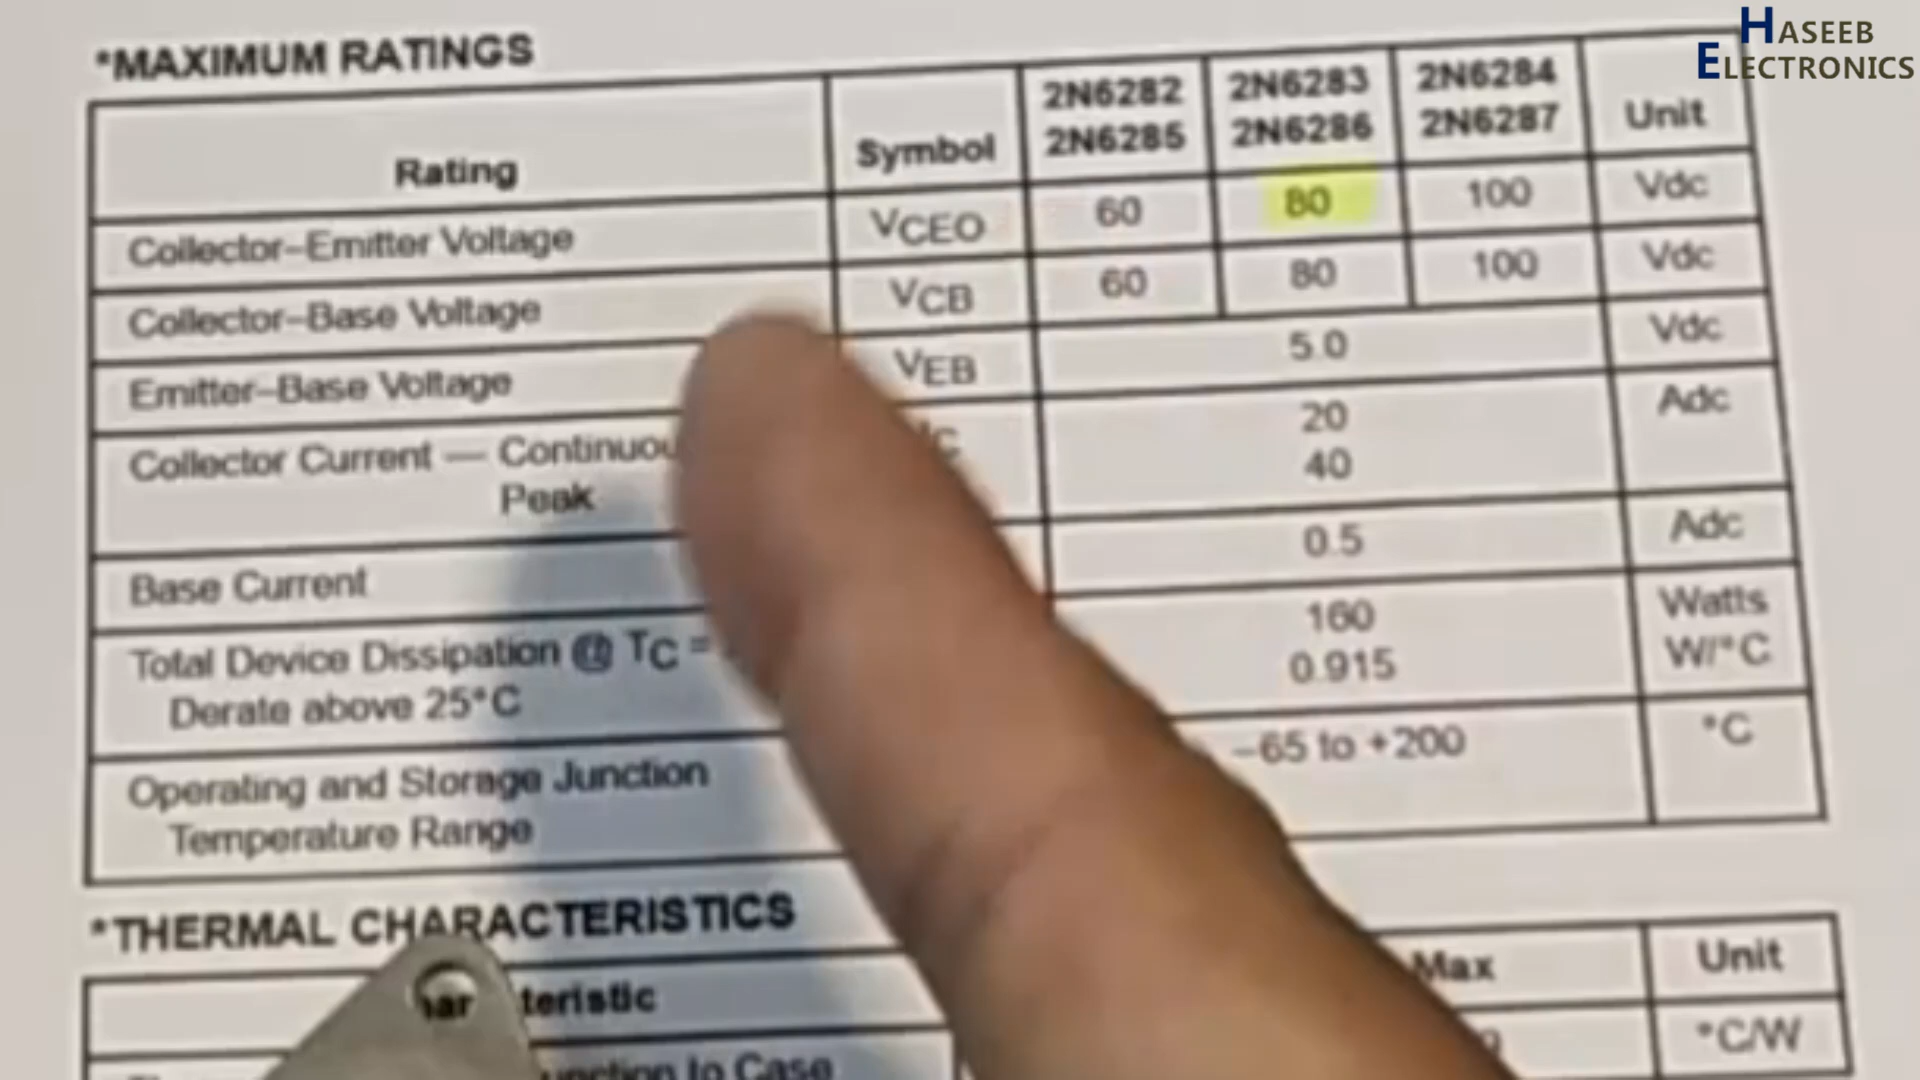 HASEEB
ELECTRONICS
*MAXIMUM RATINGS
Rating Symbol 2N6282 2N6285 2N6283 2N6286 2N6284 2N6287 Unit
Collector–Emitter Voltage VCEO 60 80 100 Vdc
Collector–Base Voltage VCB 60 80 100 Vdc
Emitter–Base Voltage VEB 5.0 Vdc
Collector Current — Continuou C 20 Adc
Peak 40
Base Current 0.5 Adc
Total Device Dissipation @ TC = 160 Watts
Derate above 25°C 0.915 W/°C
Operating and Storage Junction –65 to +200 °C
Temperature Range
*THERMAL CHARACTERISTICS
har teristic Max Unit
unction to Case °C/W